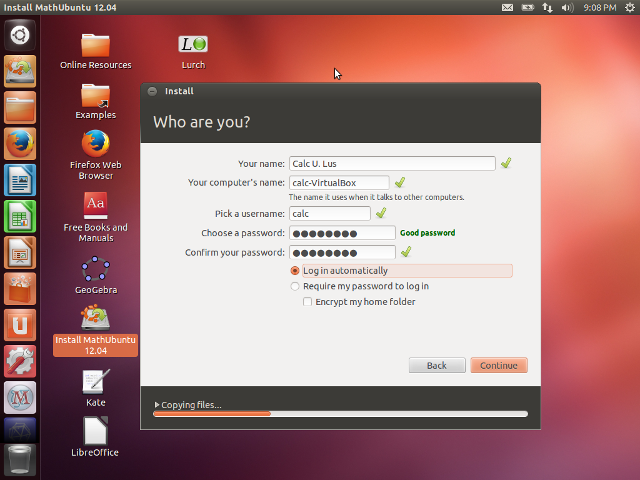 Install MathUbuntu 12.04
9:08 PM
Online Resources
Lurch
Examples
Firefox Web
Browser
Aa
Free Books and
Manuals
GeoGebra
Install MathUbuntu
12.04
Kate
LibreOffice
Install
Who are you?
Your name: Calc U. Lus
Your computer's name: calc-VirtualBox
The name it uses when it talks to other computers.
Pick a username: calc
Choose a password: ●●●●●●●● Good password
Confirm your password: ●●●●●●●●
Log in automatically
Require my password to log in
Encrypt my home folder
Back
Continue
Copying files...